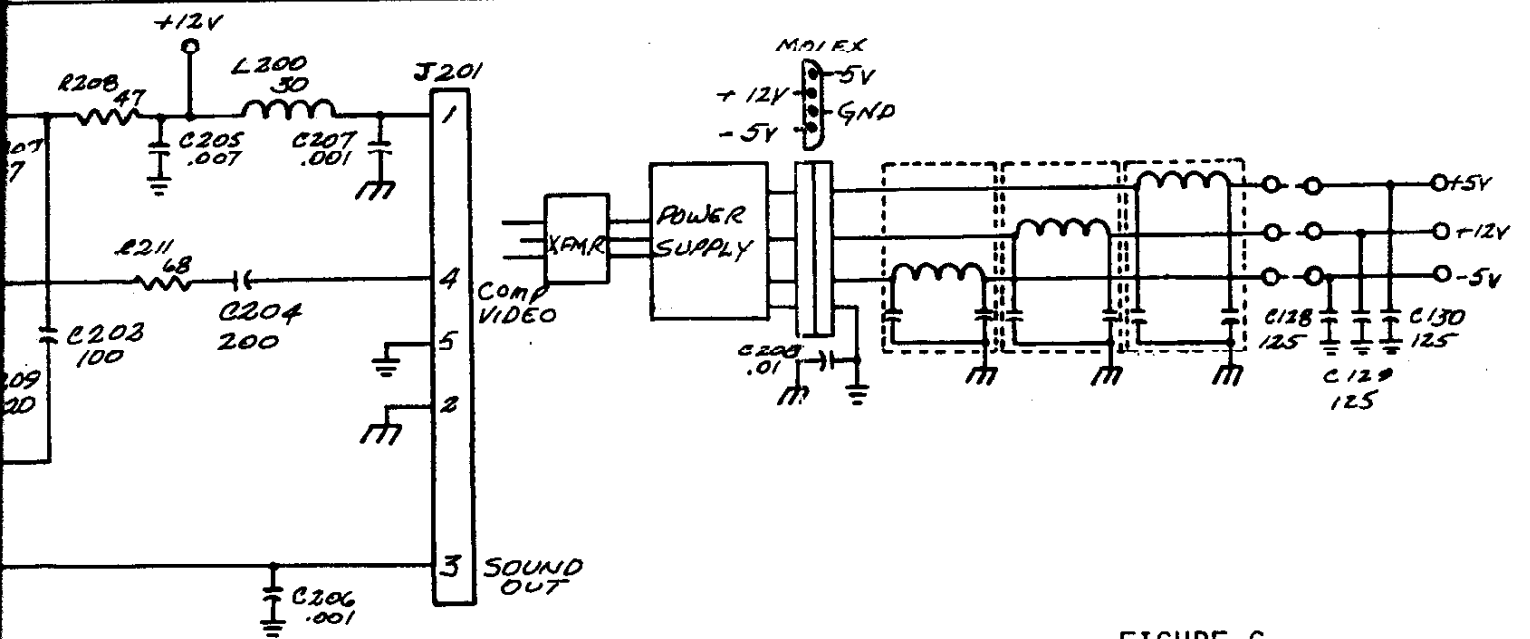 +12V
R208
47
L200
30
J201
C205
.007
C207
.001
1
R211
68
C204
200
4
COMP
VIDEO
C203
100
5
2
3
SOUND
OUT
C206
.001
MOLEX
5V
+ 12V
GND
- 5V
XFMR
POWER
SUPPLY
.01
+5V
+12V
-5V
C128
125
C130
125
125
FIGURE 6